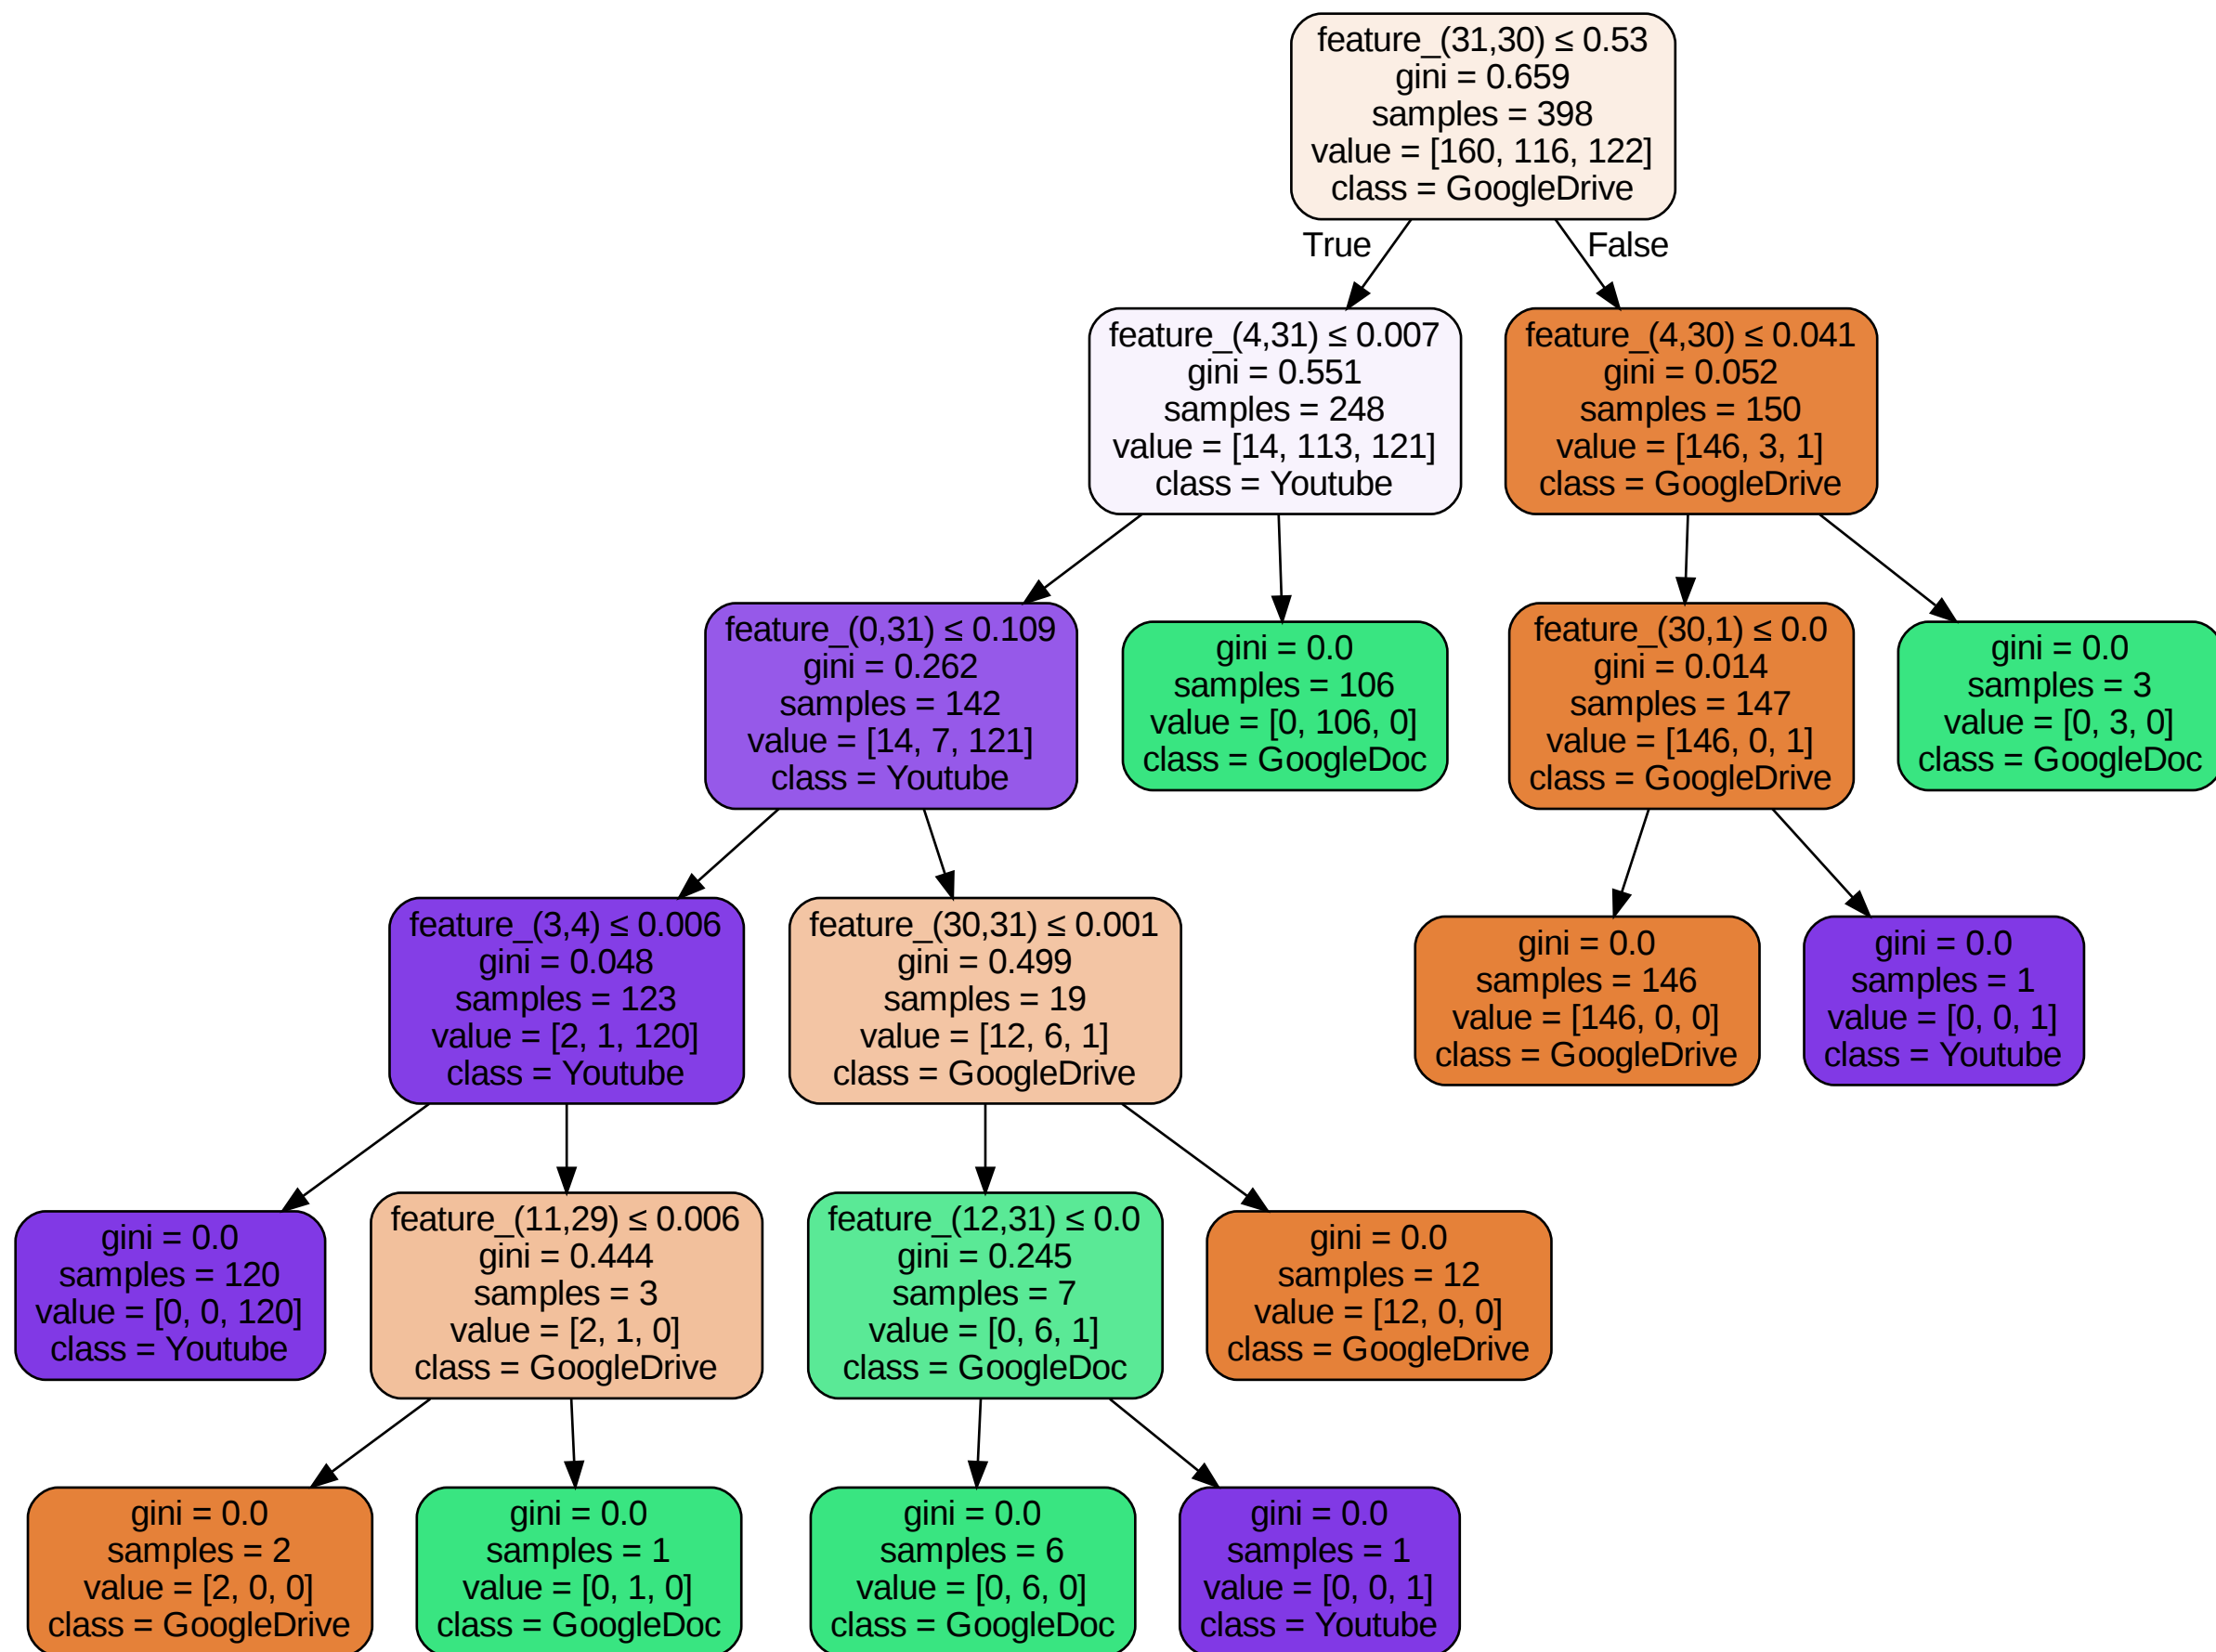 feature_(31,30) ≤ 0.53
gini = 0.659
samples = 398
value = [160, 116, 122]
class = GoogleDrive
True
False
feature_(4,31) ≤ 0.007
gini = 0.551
samples = 248
value = [14, 113, 121]
class = Youtube
feature_(4,30) ≤ 0.041
gini = 0.052
samples = 150
value = [146, 3, 1]
class = GoogleDrive
feature_(0,31) ≤ 0.109
gini = 0.262
samples = 142
value = [14, 7, 121]
class = Youtube
gini = 0.0
samples = 106
value = [0, 106, 0]
class = GoogleDoc
feature_(30,1) ≤ 0.0
gini = 0.014
samples = 147
value = [146, 0, 1]
class = GoogleDrive
gini = 0.0
samples = 3
value = [0, 3, 0]
class = GoogleDoc
feature_(3,4) ≤ 0.006
gini = 0.048
samples = 123
value = [2, 1, 120]
class = Youtube
feature_(30,31) ≤ 0.001
gini = 0.499
samples = 19
value = [12, 6, 1]
class = GoogleDrive
gini = 0.0
samples = 146
value = [146, 0, 0]
class = GoogleDrive
gini = 0.0
samples = 1
value = [0, 0, 1]
class = Youtube
gini = 0.0
samples = 120
value = [0, 0, 120]
class = Youtube
feature_(11,29) ≤ 0.006
gini = 0.444
samples = 3
value = [2, 1, 0]
class = GoogleDrive
feature_(12,31) ≤ 0.0
gini = 0.245
samples = 7
value = [0, 6, 1]
class = GoogleDoc
gini = 0.0
samples = 12
value = [12, 0, 0]
class = GoogleDrive
gini = 0.0
samples = 2
value = [2, 0, 0]
class = GoogleDrive
gini = 0.0
samples = 1
value = [0, 1, 0]
class = GoogleDoc
gini = 0.0
samples = 6
value = [0, 6, 0]
class = GoogleDoc
gini = 0.0
samples = 1
value = [0, 0, 1]
class = Youtube